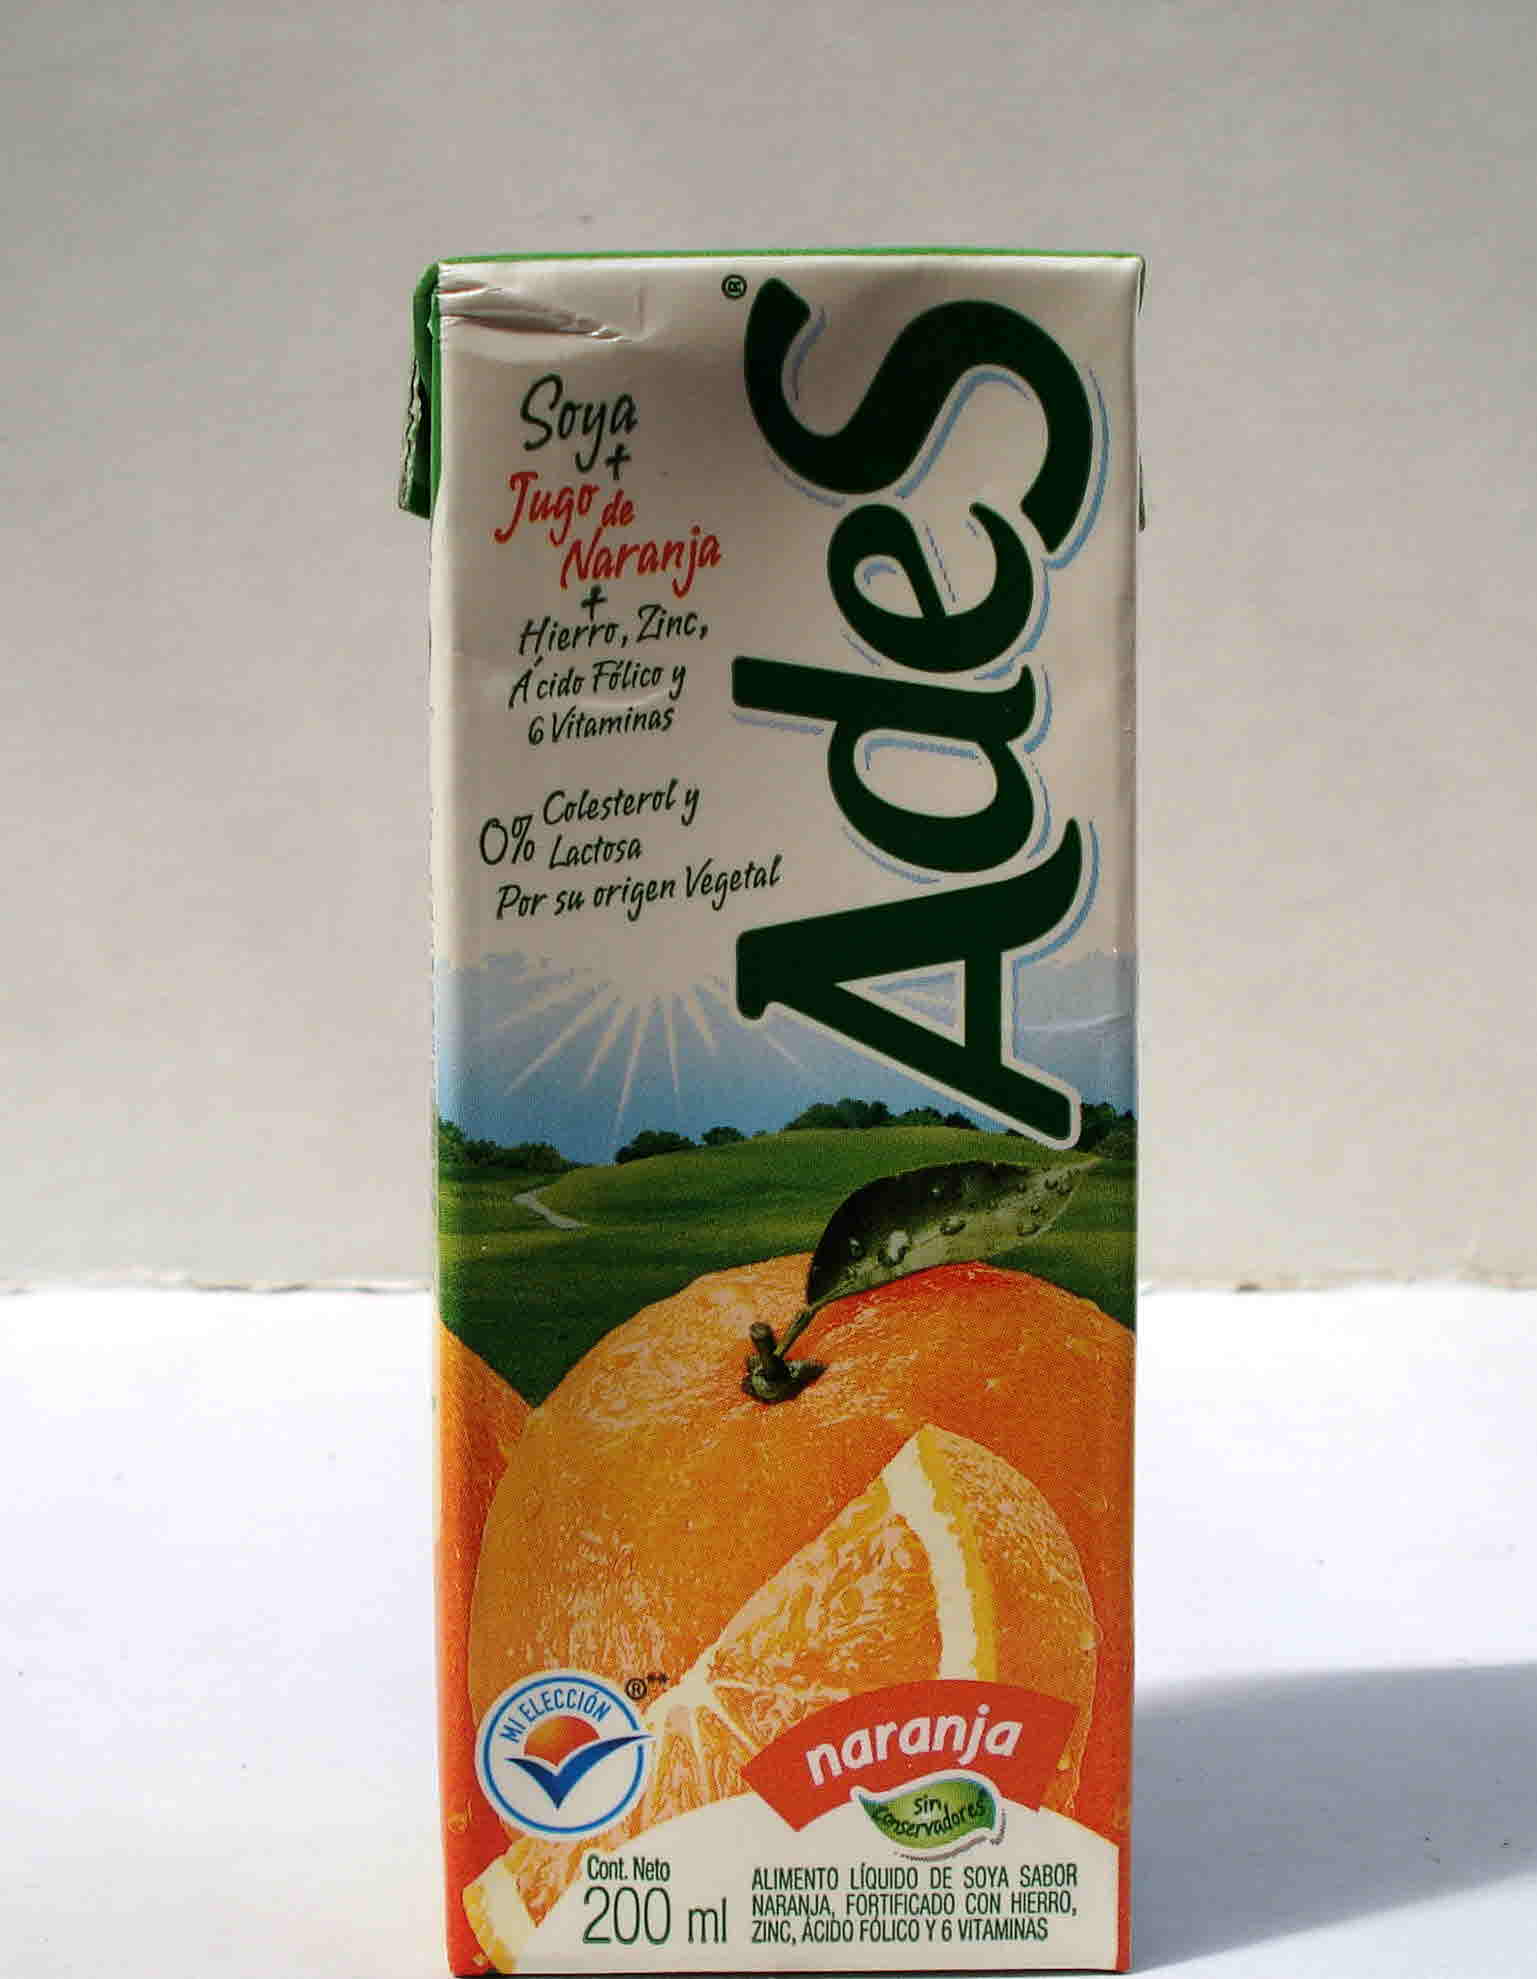 ®
AdeS
Soya
+
Jugo de
Naranja
+
Hierro, Zinc,
Ácido Fólico y
6 Vitaminas
0% Colesterol y
Lactosa
Por su origen Vegetal
MI ELECCIÓN
®**
naranja
sin
conservadores
Cont. Neto
200 ml
ALIMENTO LÍQUIDO DE SOYA SABOR
NARANJA, FORTIFICADO CON HIERRO,
ZINC, ÁCIDO FÓLICO Y 6 VITAMINAS